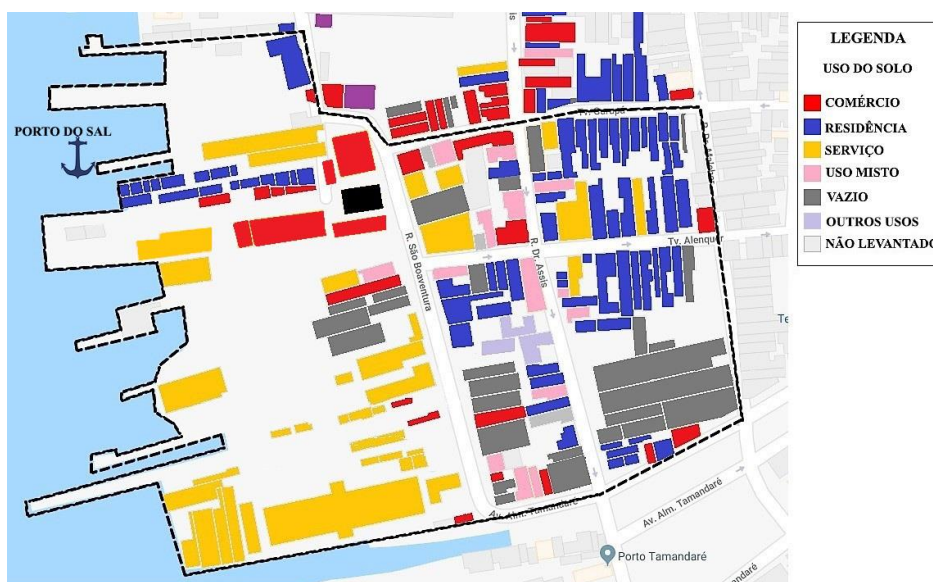 PORTO DO SAL
R. São Boaventura
R. Dr. Assis
Tv. Alenquer
Av. Alm. Tamandaré
Av. Alm. Tamandaré
Porto Tamandaré
Te
LEGENDA
USO DO SOLO
COMÉRCIO
RESIDÊNCIA
SERVIÇO
USO MISTO
VAZIO
OUTROS USOS
NÃO LEVANTADO